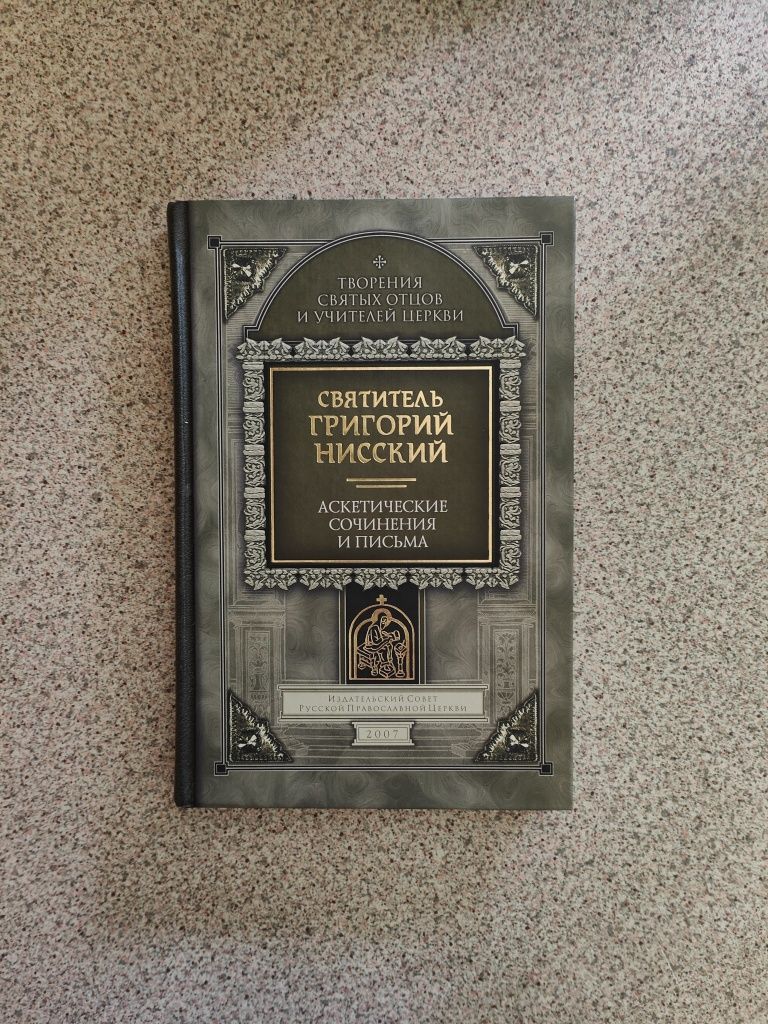 ТВОРЕНИЯ
СВЯТЫХ ОТЦОВ
И УЧИТЕЛЕЙ ЦЕРКВИ
СВЯТИТЕЛЬ
ГРИГОРИЙ
НИССКИЙ
АСКЕТИЧЕСКИЕ
СОЧИНЕНИЯ
И ПИСЬМА
ИЗДАТЕЛЬСКИЙ СОВЕТ
РУССКОЙ ПРАВОСЛАВНОЙ ЦЕРКВИ
2007